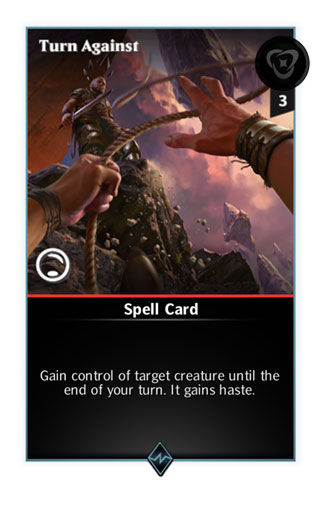 Turn Against
3
Spell Card
Gain control of target creature until the
end of your turn. It gains haste.